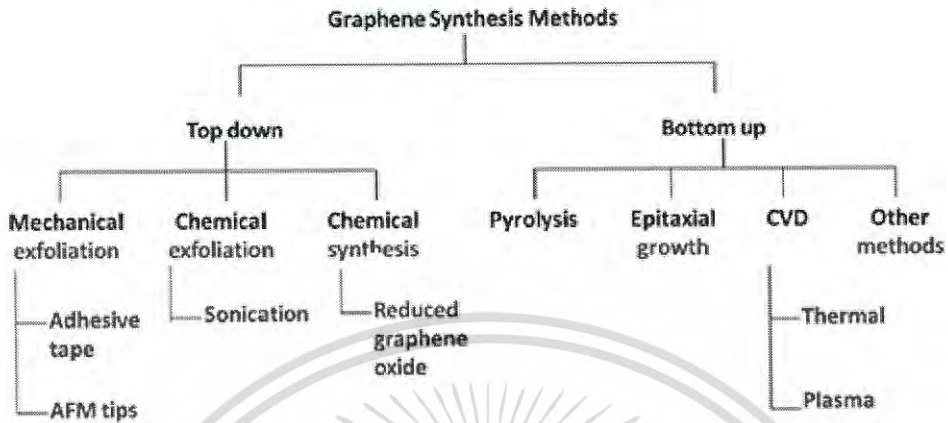 Graphene Synthesis Methods
Top down
Bottom up
Mechanical
exfoliation
Chemical
exfoliation
Chemical
synthesis
Pyrolysis
Epitaxial
growth
CVD
Other
methods
Adhesive
tape
AFM tips
Sonication
Reduced
graphene
oxide
Thermal
Plasma